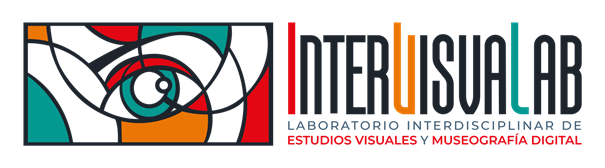 INTERVISUALAB
LABORATORIO INTERDISCIPLINAR DE
ESTUDIOS VISUALES Y MUSEOGRAFÍA DIGITAL